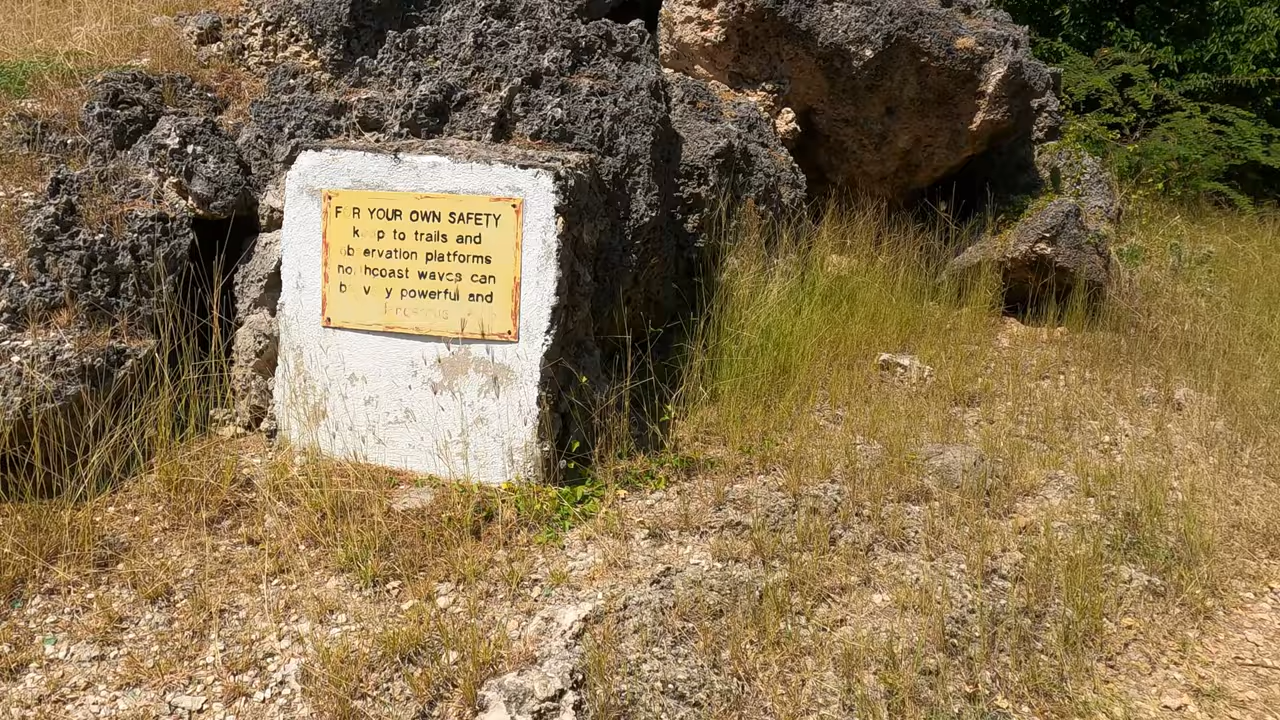 FOR YOUR OWN SAFETY
keep to trails and
observation platforms
northcoast waves can
be very powerful and